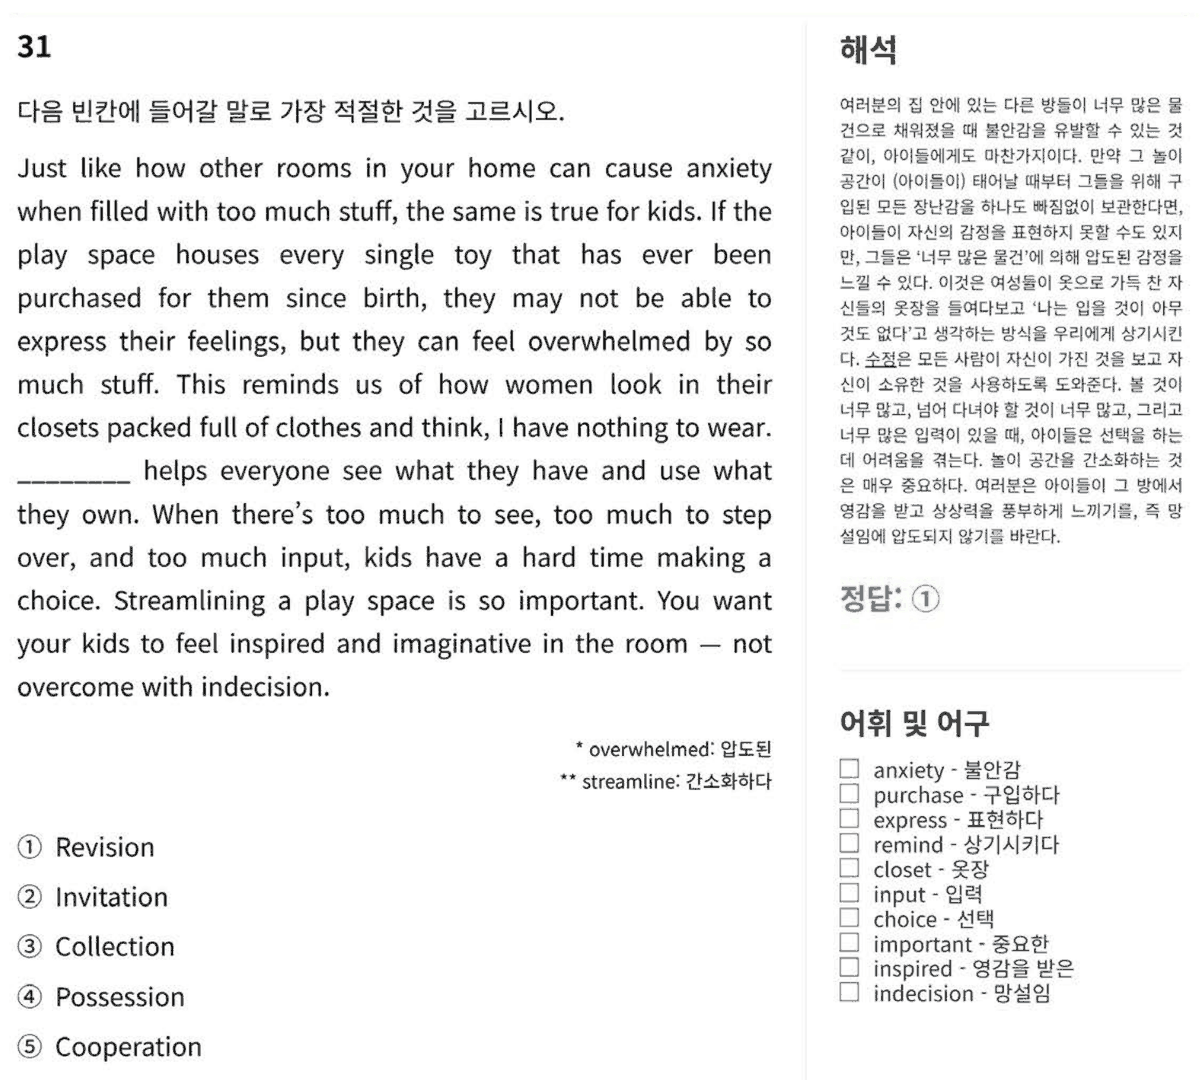 31
다음 빈칸에 들어갈 말로 가장 적절한 것을 고르시오.
Just like how other rooms in your home can cause anxiety
when filled with too much stuff, the same is true for kids. If the
play space houses every single toy that has ever been
purchased for them since birth, they may not be able to
express their feelings, but they can feel overwhelmed by so
much stuff. This reminds us of how women look in their
closets packed full of clothes and think, I have nothing to wear.
________ helps everyone see what they have and use what
they own. When there's too much to see, too much to step
over, and too much input, kids have a hard time making a
choice. Streamlining a play space is so important. You want
your kids to feel inspired and imaginative in the room — not
overcome with indecision.
* overwhelmed: 압도된
** streamline: 간소화하다
① Revision
② Invitation
③ Collection
④ Possession
⑤ Cooperation
해석
여러분의 집 안에 있는 다른 방들이 너무 많은 물
건으로 채워졌을 때 불안감을 유발할 수 있는 것
같이, 아이들에게도 마찬가지이다. 만약 그 놀이
공간이 (아이들이) 태어날 때부터 그들을 위해 구
입된 모든 장난감을 하나도 빠짐없이 보관한다면,
아이들이 자신의 감정을 표현하지 못할 수도 있지
만, 그들은 ‘너무 많은 물건’에 의해 압도된 감정을
느낄 수 있다. 이것은 여성들이 옷으로 가득 찬 자
신들의 옷장을 들여다보고 ‘나는 입을 것이 아무
것도 없다’고 생각하는 방식을 우리에게 상기시킨
다. 수정은 모든 사람이 자신이 가진 것을 보고 자
신이 소유한 것을 사용하도록 도와준다. 볼 것이
너무 많고, 넘어 다녀야 할 것이 너무 많고, 그리고
너무 많은 입력이 있을 때, 아이들은 선택을 하는
데 어려움을 겪는다. 놀이 공간을 간소화하는 것
은 매우 중요하다. 여러분은 아이들이 그 방에서
영감을 받고 상상력을 풍부하게 느끼기를, 즉 망
설임에 압도되지 않기를 바란다.
정답: ①
어휘 및 어구
□ anxiety - 불안감
□ purchase - 구입하다
□ express - 표현하다
□ remind - 상기시키다
□ closet - 옷장
□ input - 입력
□ choice - 선택
□ important - 중요한
□ inspired - 영감을 받은
□ indecision - 망설임